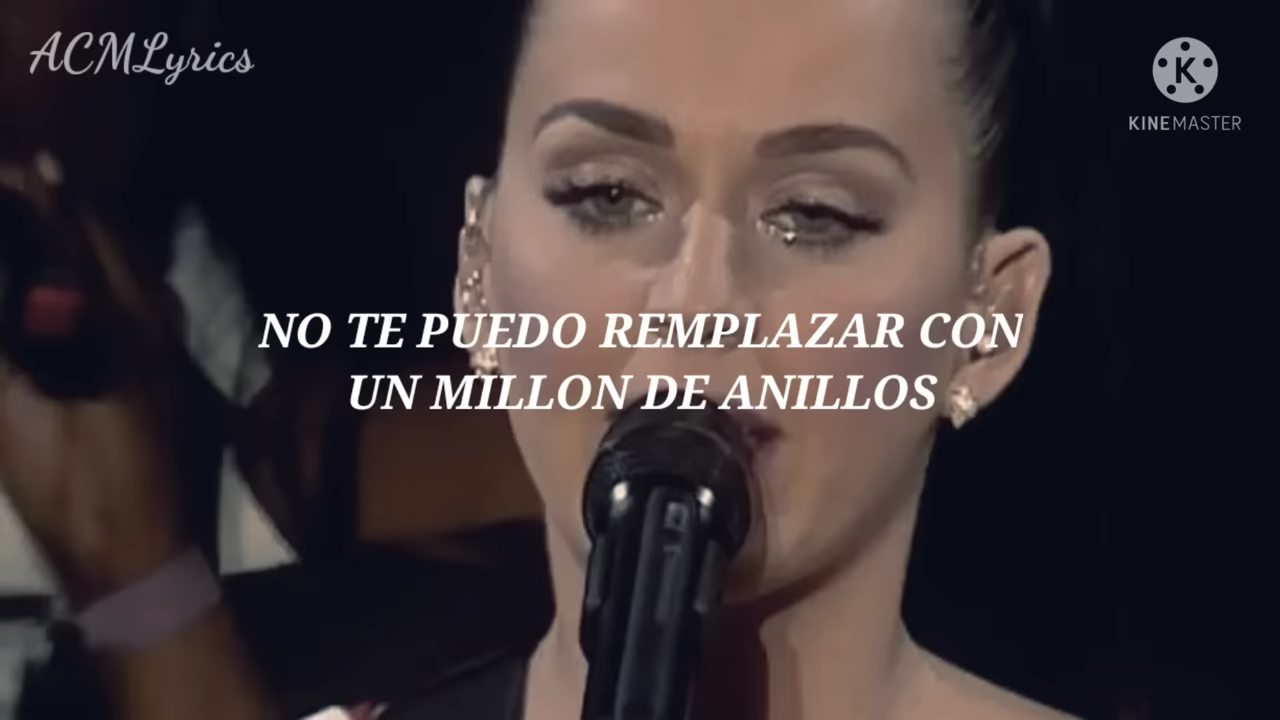 ACMLyrics
K
KINEMASTER
NO TE PUEDO REMPLAZAR CON
UN MILLON DE ANILLOS